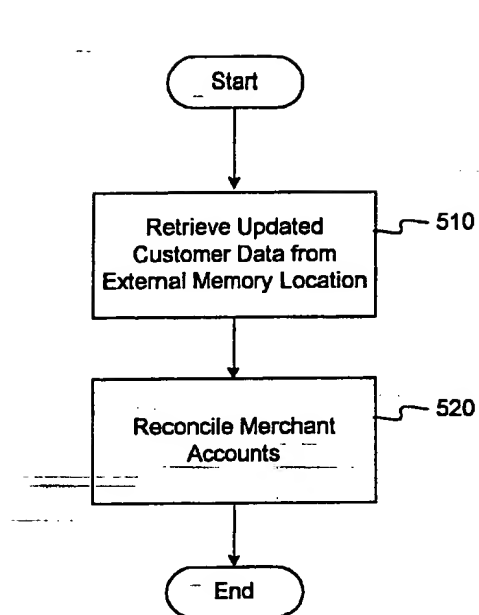 Start
Retrieve Updated
Customer Data from
External Memory Location
510
Reconcile Merchant
Accounts
520
End